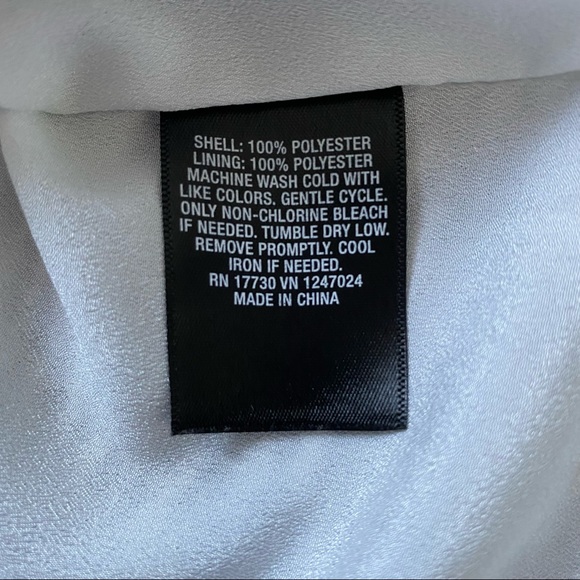 SHELL: 100% POLYESTER
LINING: 100% POLYESTER
MACHINE WASH COLD WITH
LIKE COLORS. GENTLE CYCLE.
ONLY NON-CHLORINE BLEACH
IF NEEDED. TUMBLE DRY LOW.
REMOVE PROMPTLY. COOL
IRON IF NEEDED.
RN 17730 VN 1247024
MADE IN CHINA